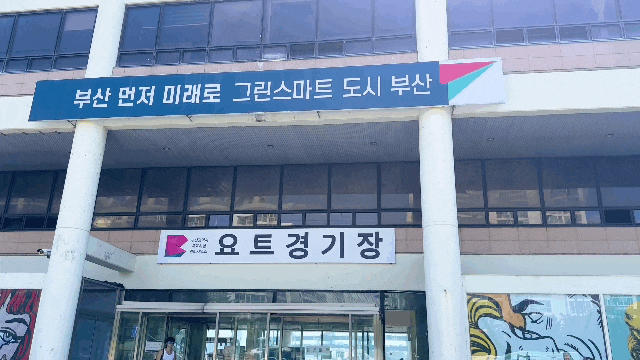 부산 먼저 미래로 그린스마트 도시 부산
요트경기장